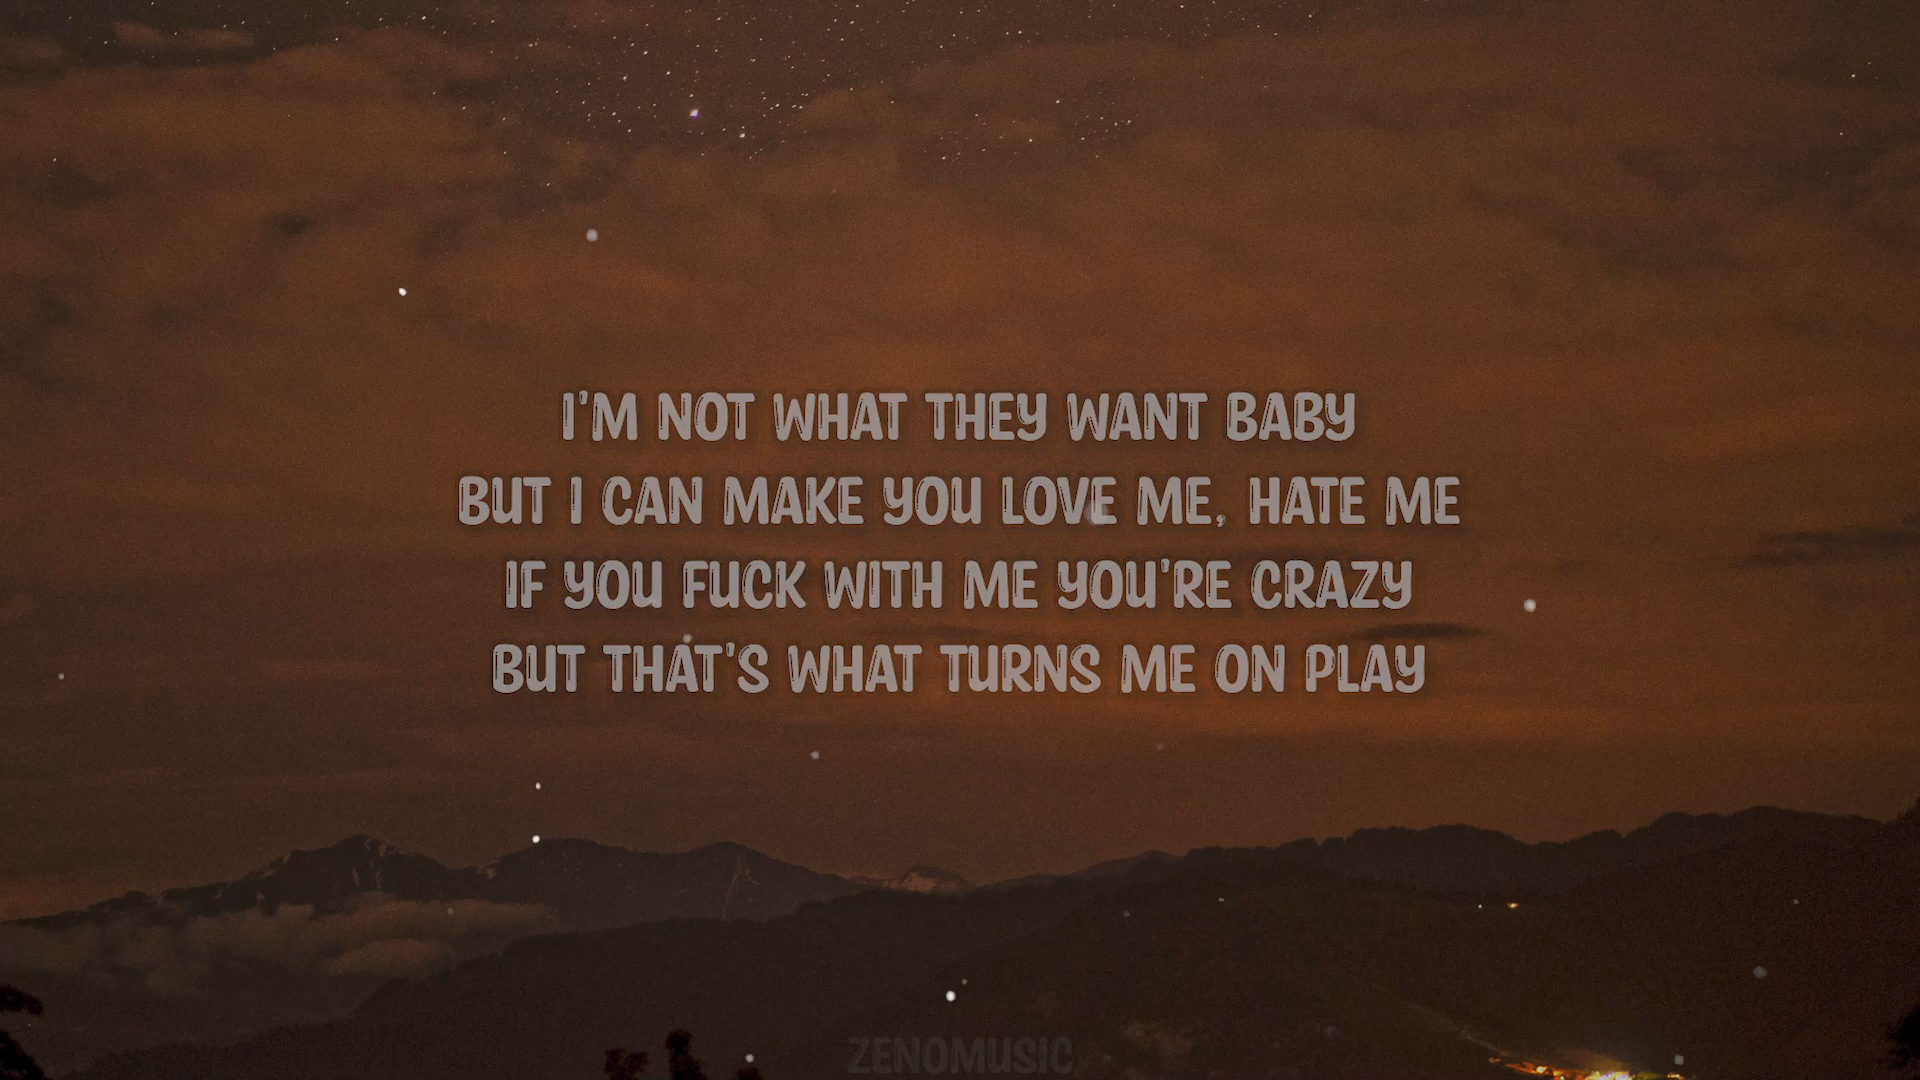 I'M NOT WHAT THEY WANT BABY
BUT I CAN MAKE YOU LOVE ME, HATE ME
IF YOU FUCK WITH ME YOU'RE CRAZY
BUT THAT'S WHAT TURNS ME ON PLAY
ZENOMUSIC